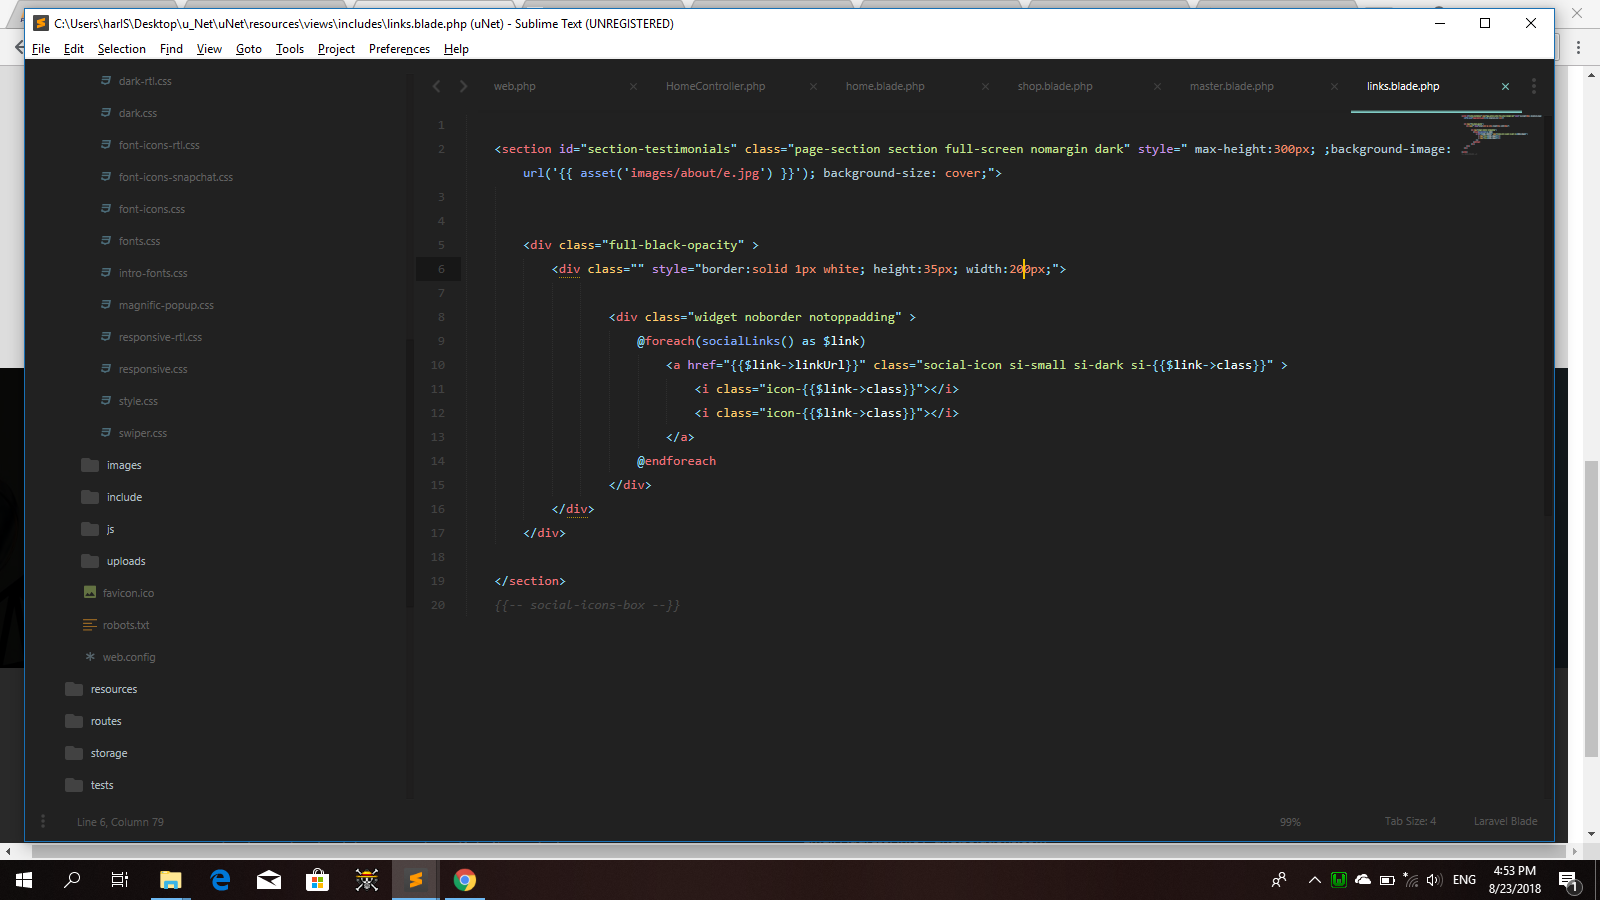 C:\Users\harlS\Desktop\u_Net\uNet\resources\views\includes\links.blade.php (uNet) - Sublime Text (UNREGISTERED)
File Edit Selection Find View Goto Tools Project Preferences Help
web.php HomeController.php home.blade.php shop.blade.php master.blade.php links.blade.php
dark-rtl.css
dark.css
font-icons-rtl.css
font-icons-snapchat.css
font-icons.css
fonts.css
intro-fonts.css
magnific-popup.css
responsive-rtl.css
responsive.css
style.css
swiper.css
images
include
js
uploads
favicon.ico
robots.txt
web.config
resources
routes
storage
tests
1
2 <section id="section-testimonials" class="page-section section full-screen nomargin dark" style=" max-height:300px; ;background-image:
url('{{ asset('images/about/e.jpg') }}'); background-size: cover;">
3
4
5 <div class="full-black-opacity" >
6 <div class="" style="border:solid 1px white; height:35px; width:200px;">
7
8 <div class="widget noborder notoppadding" >
9 @foreach(socialLinks() as $link)
10 <a href="{{$link->linkUrl}}" class="social-icon si-small si-dark si-{{$link->class}}" >
11 <i class="icon-{{$link->class}}"></i>
12 <i class="icon-{{$link->class}}"></i>
13 </a>
14 @endforeach
15 </div>
16 </div>
17 </div>
18
19 </section>
20 {{-- social-icons-box --}}
Line 6, Column 79 99% Tab Size: 4 Laravel Blade
ENG 4:53 PM
8/23/2018 1